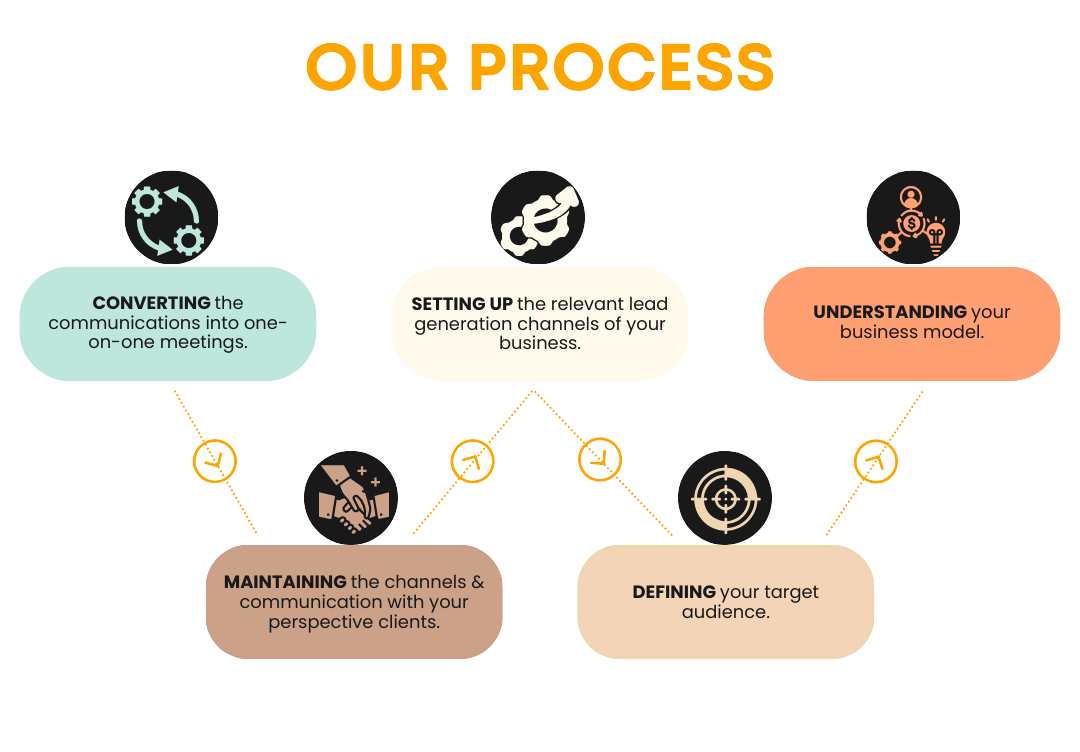 OUR PROCESS
CONVERTING the
communications into one-
on-one meetings.
SETTING UP the relevant lead
generation channels of your
business.
UNDERSTANDING your
business model.
MAINTAINING the channels &
communication with your
perspective clients.
DEFINING your target
audience.